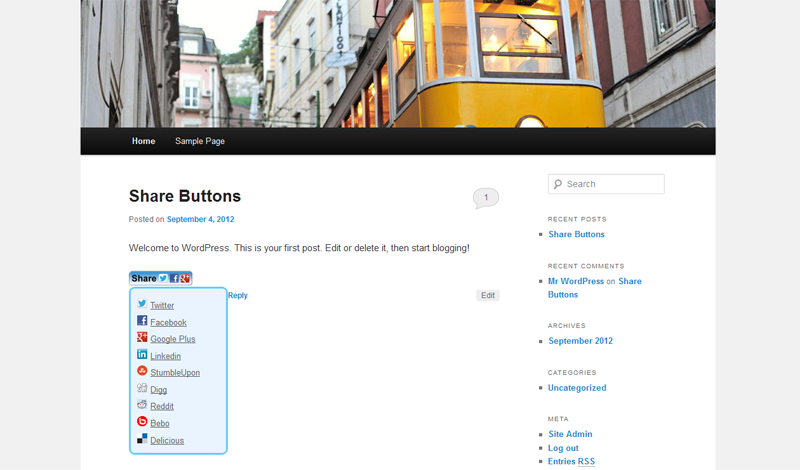 ATLANTICO
Home
Sample Page
Share Buttons
1
Posted on September 4, 2012
Welcome to WordPress. This is your first post. Edit or delete it, then start blogging!
Share
Reply
Edit
Twitter
Facebook
Google Plus
Linkedin
StumbleUpon
Digg
Reddit
Bebo
Delicious
Search
RECENT POSTS
Share Buttons
RECENT COMMENTS
Mr WordPress on Share
Buttons
ARCHIVES
September 2012
CATEGORIES
Uncategorized
META
Site Admin
Log out
Entries RSS